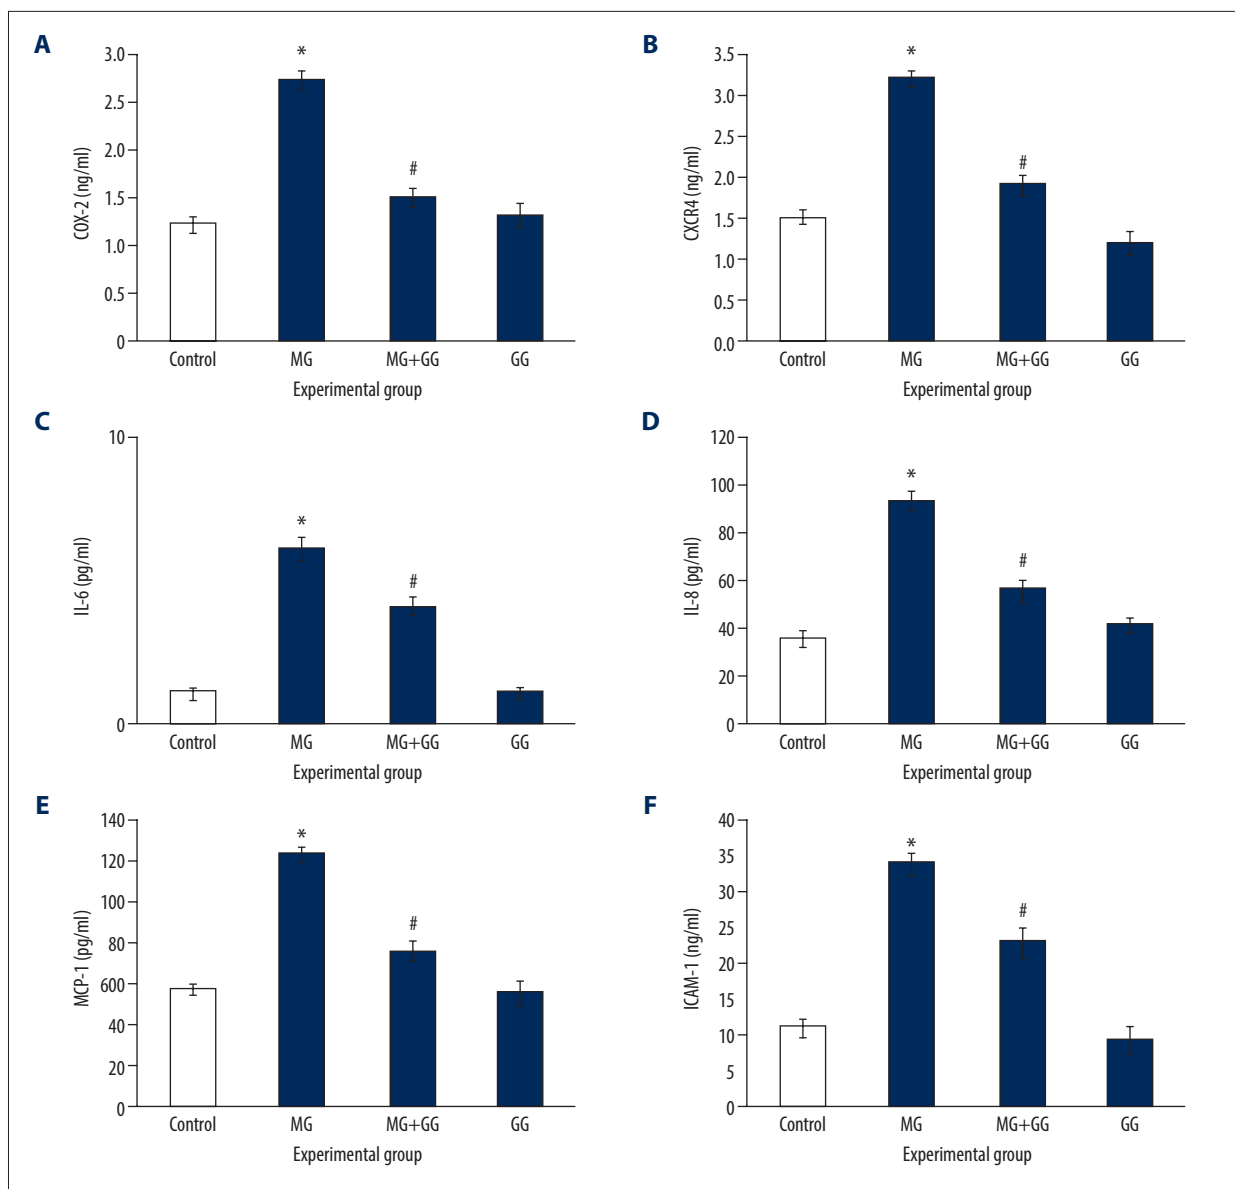 A
COX-2 (ng/ml)
3.0
2.5
2.0
1.5
1.0
0.5
0
*
#
Control MG MG+GG GG
Experimental group
B
CXCR4 (ng/ml)
3.5
3.0
2.5
2.0
1.5
1.0
0.5
0.0
*
#
Control MG MG+GG GG
Experimental group
C
IL-6 (pg/ml)
10
0
*
#
Control MG MG+GG GG
Experimental group
D
IL-8 (pg/ml)
120
100
80
60
40
20
0
*
#
Control MG MG+GG GG
Experimental group
E
MCP-1 (pg/ml)
140
120
100
80
600
40
20
0
*
#
Control MG MG+GG GG
Experimental group
F
ICAM-1 (ng/ml)
40
35
30
25
20
15
10
5
0
*
#
Control MG MG+GG GG
Experimental group